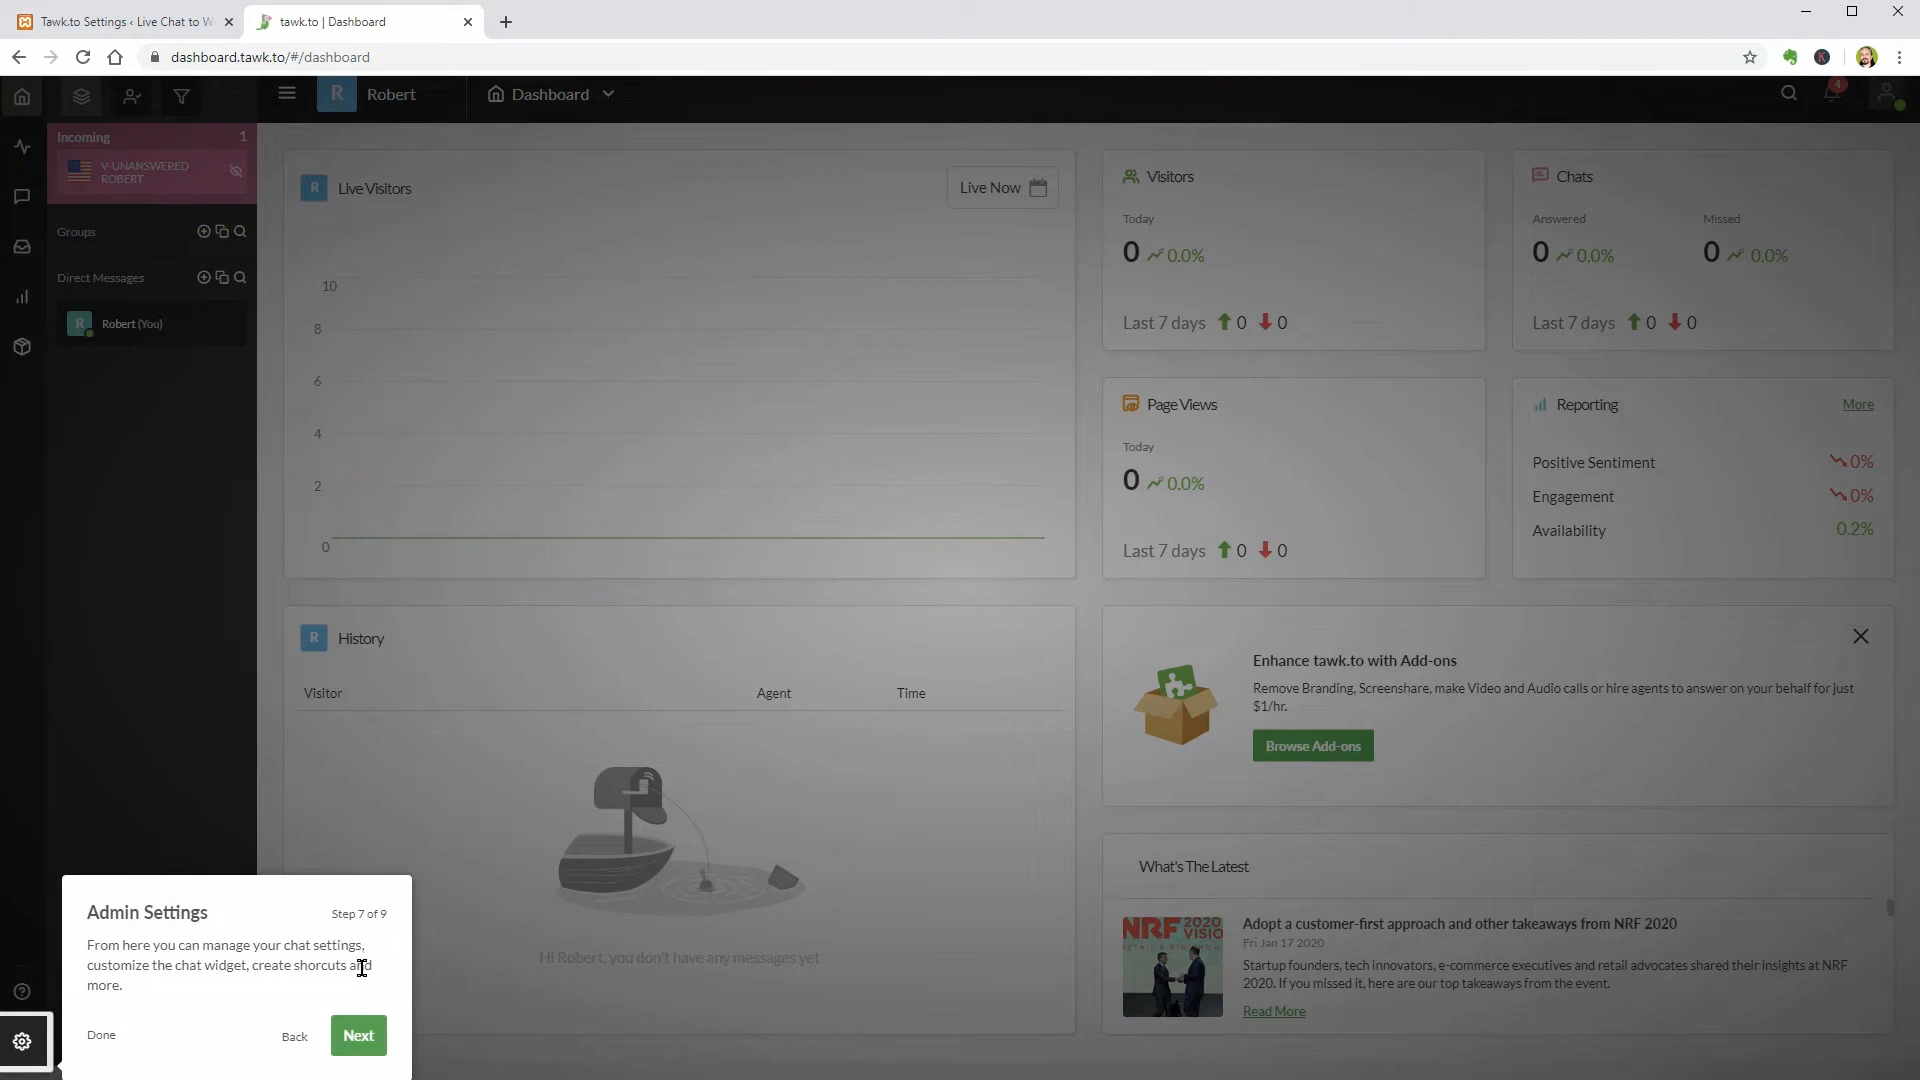 Tawk.to Settings ‹ Live Chat to W
tawk.to | Dashboard
dashboard.tawk.to/#/dashboard
K
R
Robert
Dashboard
4
Incoming
1
V-UNANSWERED
ROBERT
Groups
Direct Messages
R
Robert (You)
R
Live Visitors
Live Now
10
8
6
4
2
0
Visitors
Today
0
0.0%
Last 7 days
0
0
Chats
Answered
Missed
0
0.0%
0
0.0%
Last 7 days
0
0
Page Views
Today
0
0.0%
Last 7 days
0
0
Reporting
More
Positive Sentiment
0%
Engagement
0%
Availability
0.2%
R
History
Visitor
Agent
Time
Hi Robert, you don't have any messages yet
Enhance tawk.to with Add-ons
Remove Branding, Screenshare, make Video and Audio calls or hire agents to answer on your behalf for just
$1/hr.
Browse Add-ons
What's The Latest
NRF 2020
VISIO
Adopt a customer-first approach and other takeaways from NRF 2020
Fri Jan 17 2020
Startup founders, tech innovators, e-commerce executives and retail advocates shared their insights at NRF
2020. If you missed it, here are our top takeaways from the event.
Read More
Admin Settings
Step 7 of 9
From here you can manage your chat settings,
customize the chat widget, create shorcuts and
more.
Done
Back
Next